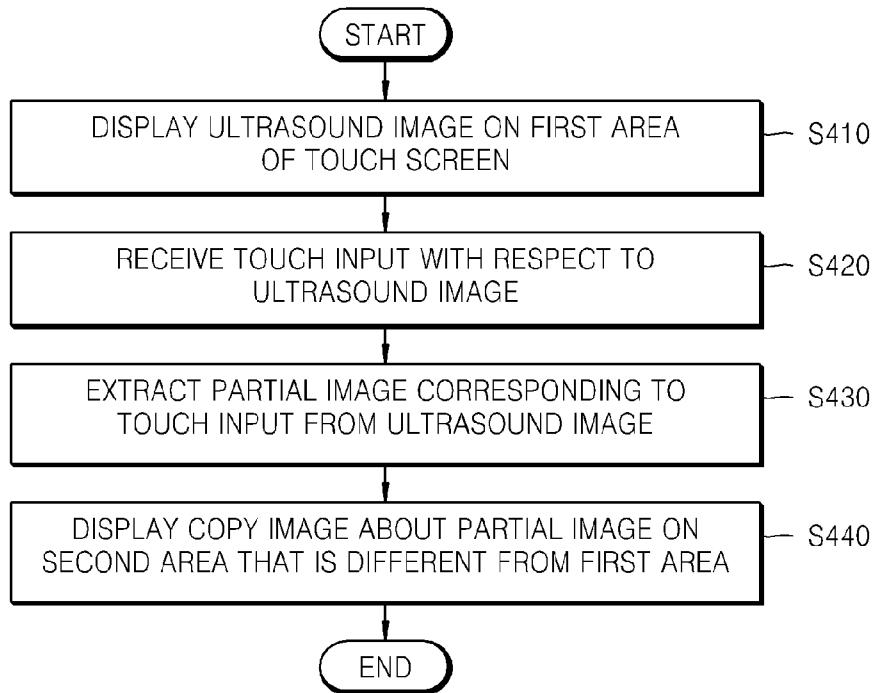 START
DISPLAY ULTRASOUND IMAGE ON FIRST AREA
OF TOUCH SCREEN
S410
RECEIVE TOUCH INPUT WITH RESPECT TO
ULTRASOUND IMAGE
S420
EXTRACT PARTIAL IMAGE CORRESPONDING TO
TOUCH INPUT FROM ULTRASOUND IMAGE
S430
DISPLAY COPY IMAGE ABOUT PARTIAL IMAGE ON
SECOND AREA THAT IS DIFFERENT FROM FIRST AREA
S440
END